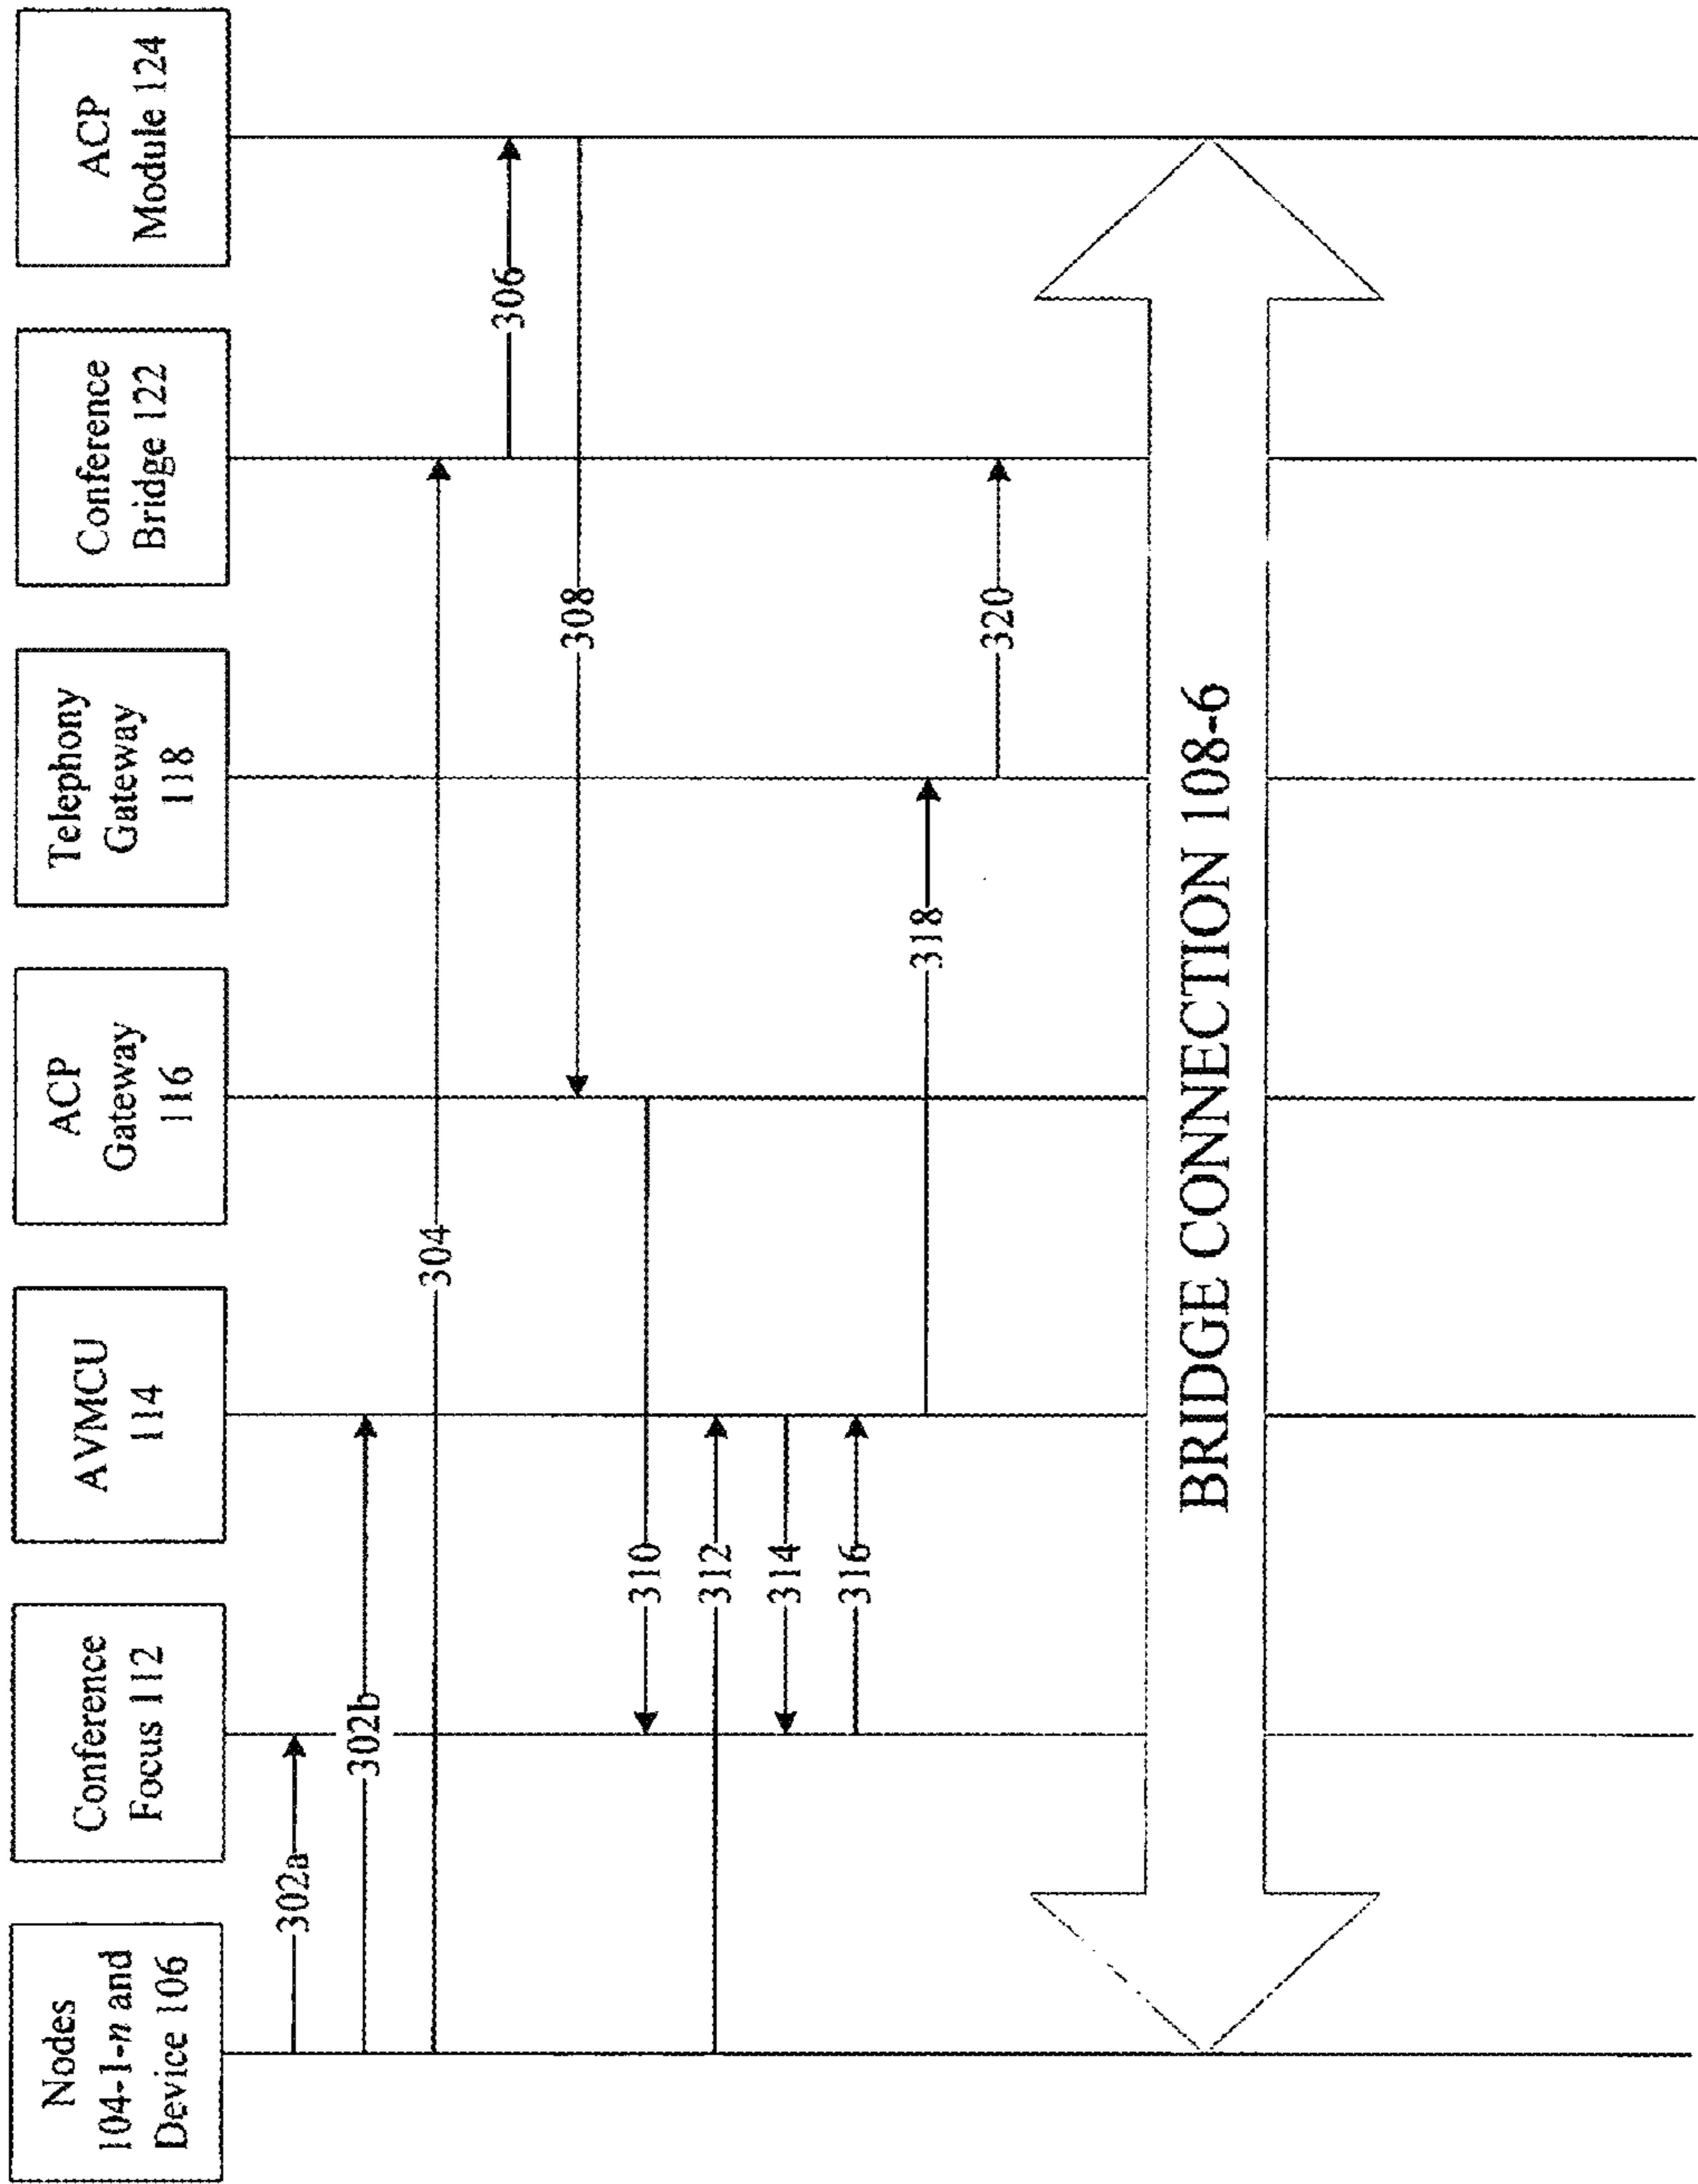 Nodes
104-1-n and
Device 106
Conference
Focus 112
AVMCU
114
ACP
Gateway
116
Telephony
Gateway
118
Conference
Bridge 122
ACP
Module 124
302a
302b
304
306
308
310
312
314
316
318
320
BRIDGE CONNECTION 108-6